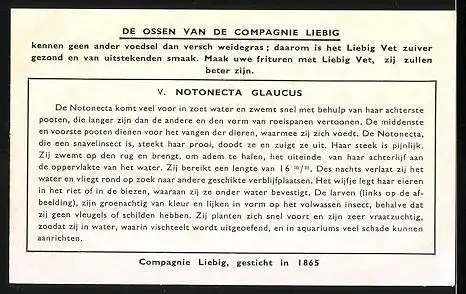 DE OSSEN VAN DE COMPAGNIE LIEBIG
kennen geen ander voedsel dan versch weidegras ; daarom is het Liebig Vet zuiver
gezond en van uitstekenden smaak. Maak uwe frituren met Liebig Vet, zij zullen
beter zijn.
V. NOTONECTA GLAUCUS
De Notonecta komt veel voor in zoet water en zwemt snel met behulp van haar achterste
pooten, die langer zijn dan de andere en den vorm van roeispanen vertoonen. De middenste
en voorste pooten dienen voor het vangen der dieren, waarmee zij zich voedt. De Notonecta,
die een snavelinsect is, steekt haar prooi, doodt ze en zuigt ze uit. Haar steek is pijnlijk.
Zij zwemt op den rug en brengt, om adem te halen, het uiteinde van haar achterlijf aan
de oppervlakte van het water. Zij bereikt een lengte van 16 m/m. Des nachts verlaat zij het
water en vliegt rond op zoek naar andere geschikte verblijfplaatsen. Het wijfje legt haar eieren
in het riet of in de biezen, waaraan zij ze onder water bevestigt. De larven (links op de af-
beelding), zijn groenachtig van kleur en lijken in vorm op het volwassen insect, behalve dat
zij geen vleugels of schilden hebben. Zij planten zich snel voort en zijn zeer vraatzuchtig,
zoodat zij in water, waarin vischteelt wordt uitgeoefend, en in aquariums veel schade kunnen
aanrichten.
Compagnie Liebig, gesticht in 1865